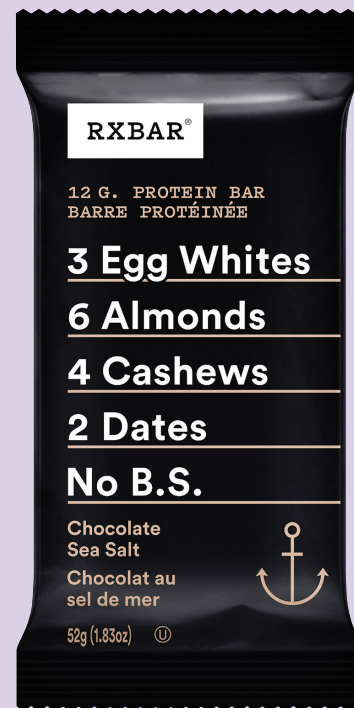 RXBAR®
12 G. PROTEIN BAR
BARRE PROTÉINÉE
3 Egg Whites
6 Almonds
4 Cashews
2 Dates
No B.S.
Chocolate
Sea Salt
Chocolat au
sel de mer
52g (1.83oz) Ⓤ